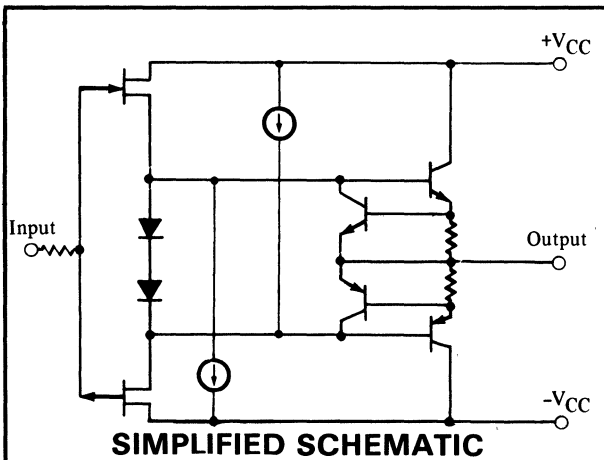 +VCC
Input
Output
-VCC
SIMPLIFIED SCHEMATIC